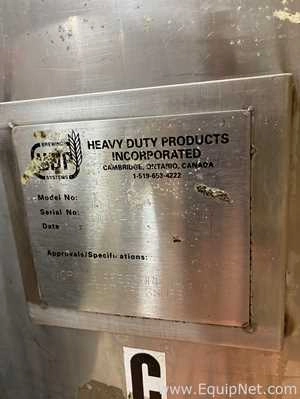 BREWING
HDP
SYSTEMS
HEAVY DUTY PRODUCTS
INCORPORATED
CAMBRIDGE, ONTARIO, CANADA
1-519-653-4222
Model No:
Serial No:
Date :
Approvals/Specifications:
C
www.EquipNet.com